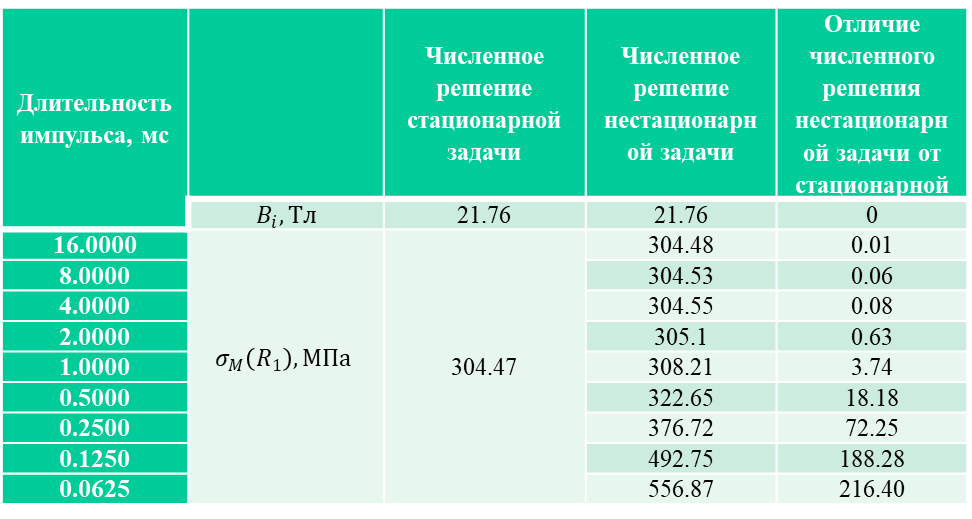 Длительность
импульса, мс
Численное
решение
стационарной
задачи
Численное
решение
нестационарн
ой задачи
Отличие
численного
решения
нестационарн
ой задачи от
стационарной
B_i, Тл 21.76 21.76 0
16.0000 304.48 0.01
8.0000 304.53 0.06
4.0000 304.55 0.08
2.0000 305.1 0.63
1.0000 σ_M(R_1), МПа 304.47 308.21 3.74
0.5000 322.65 18.18
0.2500 376.72 72.25
0.1250 492.75 188.28
0.0625 556.87 216.40